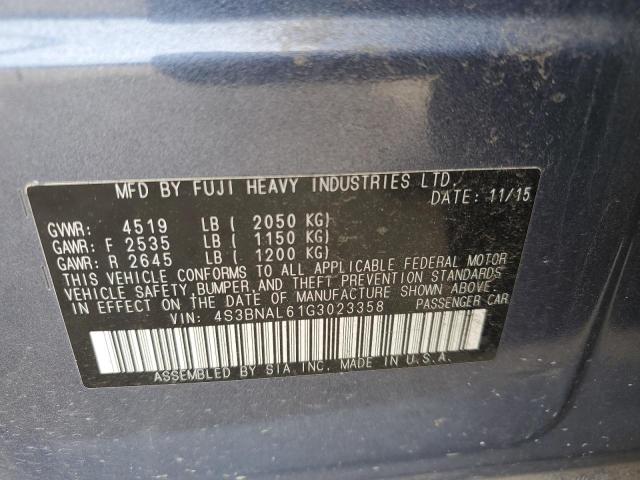 MFD BY FUJI HEAVY INDUSTRIES LTD.
DATE: 11/15
GVWR: 4519 LB ( 2050 KG)
GAWR: F 2535 LB ( 1150 KG)
GAWR: R 2645 LB ( 1200 KG)
THIS VEHICLE CONFORMS TO ALL APPLICABLE FEDERAL MOTOR
VEHICLE SAFETY, BUMPER, AND THEFT PREVENTION STANDARDS
IN EFFECT ON THE DATE OF MANUFACTURE SHOWN ABOVE.
VIN: 4S3BNAL61G3023358 PASSENGER CAR
ASSEMBLED BY SIA INC. MADE IN U.S.A.